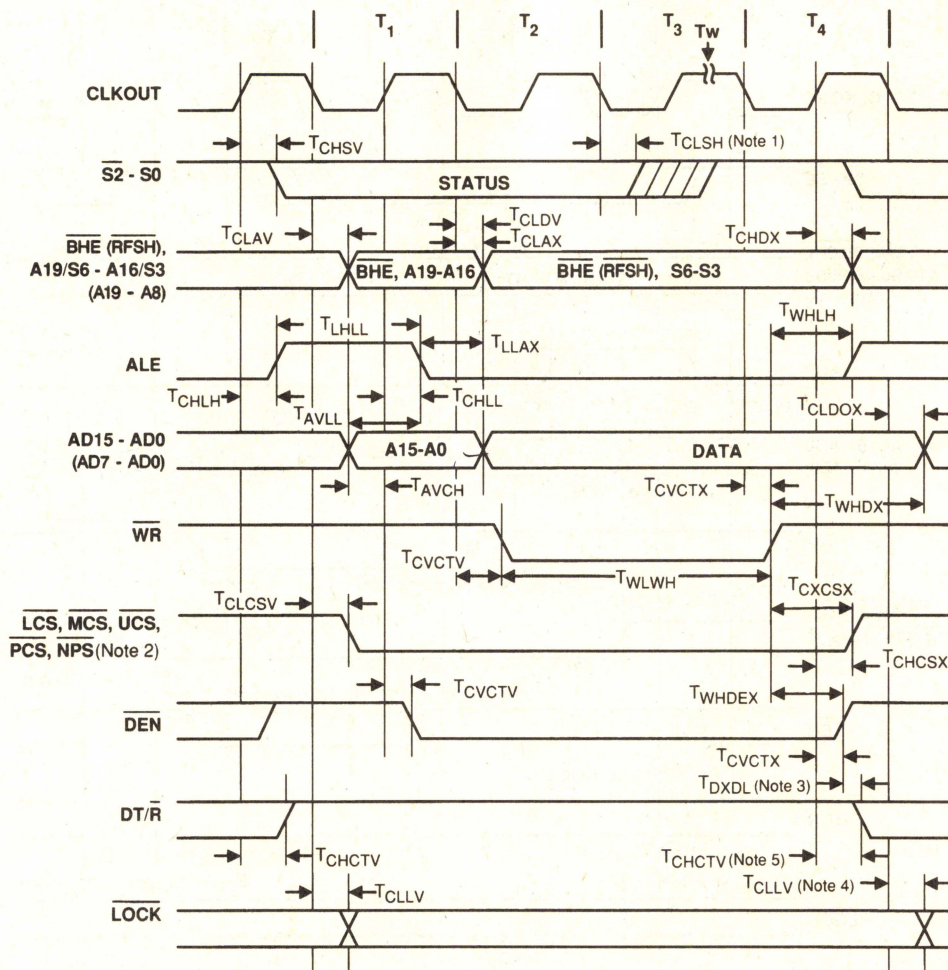 T1 T2 T3 T4
Tw
CLKOUT
TCHSV
TCLSH (Note 1)
S2 - S0
STATUS
TCLDV
TCLAV
TCLAX
TCHDX
BHE (RFSH),
A19/S6 - A16/S3
(A19 - A8)
BHE, A19-A16
BHE (RFSH), S6-S3
TLHLL
TWHLH
TLLAX
ALE
TCHLH
TCHLL
TAVLL
TCLDOX
AD15 - AD0
(AD7 - AD0)
A15-A0
DATA
TAVCH
TCVCTX
TWHDX
WR
TCVCTV
TWLWH
TCLCSV
TCXCSX
LCS, MCS, UCS,
PCS, NPS (Note 2)
TCHCSX
TCVCTV
TWHDEX
DEN
TCVCTX
TDXDL (Note 3)
DT/R
TCHCTV
TCHCTV (Note 5)
TCLLV
TCLLV (Note 4)
LOCK